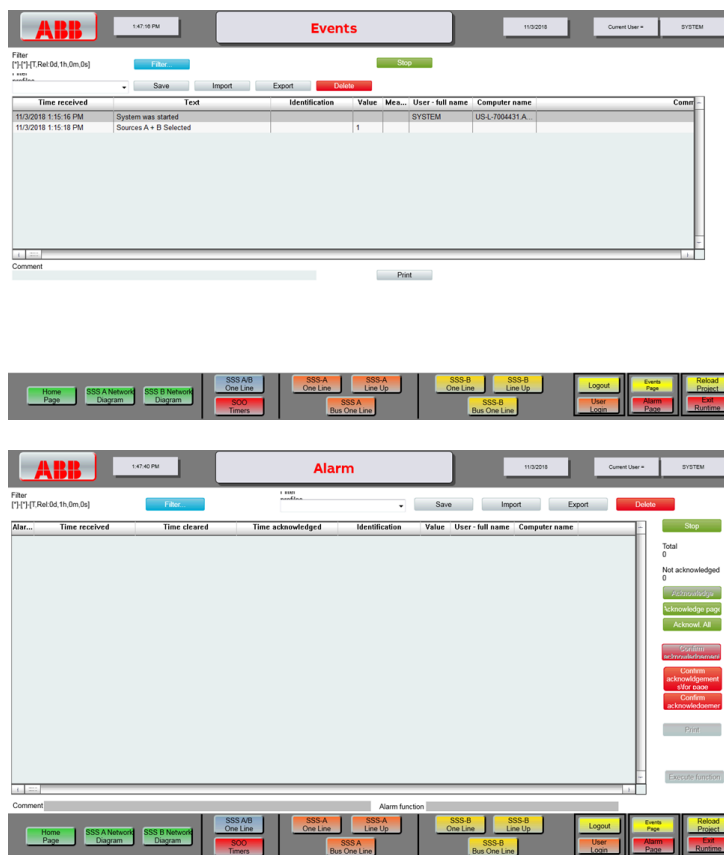 ABB
1:47:16 PM
Events
11/3/2018
Current User =
SYSTEM
Filter
[*]-[*]-[T,Rel:0d,1h,0m,0s]
Filter...
Stop
Save
Import
Export
Delete
Time received
Text
Identification
Value
Mea...
User - full name
Computer name
Comm
11/3/2018 1:15:16 PM
System was started
SYSTEM
US-L-7004431.A...
11/3/2018 1:15:18 PM
Sources A + B Selected
1
Comment
Print
Home
Page
SSS A Network
Diagram
SSS B Network
Diagram
SSS A/B
One Line
SOO
Timers
SSS-A
One Line
SSS-A
Line Up
SSS A
Bus One Line
SSS-B
One Line
SSS-B
Line Up
SSS-B
Bus One Line
Logout
User
Login
Events
Page
Alarm
Page
Reload
Project
Exit
Runtime
ABB
1:47:40 PM
Alarm
11/3/2018
Current User =
SYSTEM
Filter
[*]-[*]-[T,Rel:0d,1h,0m,0s]
Filter...
Save
Import
Export
Delete
Alar...
Time received
Time cleared
Time acknowledged
Identification
Value
User - full name
Computer name
Stop
Total
0
Not acknowledged
0
Acknowledge
Acknowledge page
Acknowl. All
Confirm
Confirm
acknowldgement
s\for page
Confirm
acknowledgemer
Print
Execute function
Comment
Alarm function
Home
Page
SSS A Network
Diagram
SSS B Network
Diagram
SSS A/B
One Line
SOO
Timers
SSS-A
One Line
SSS-A
Line Up
SSS A
Bus One Line
SSS-B
One Line
SSS-B
Line Up
SSS-B
Bus One Line
Logout
User
Login
Events
Page
Alarm
Page
Reload
Project
Exit
Runtime